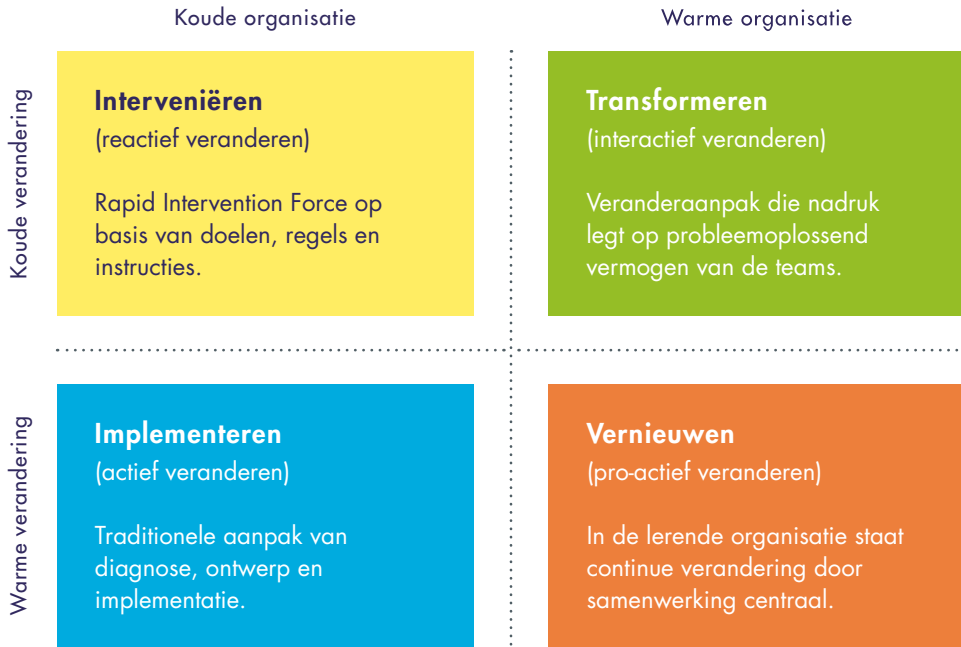 Koude organisatie
Warme organisatie
Koude verandering
Interveniëren
(reactief veranderen)
Rapid Intervention Force op
basis van doelen, regels en
instructies.
Transformeren
(interactief veranderen)
Veranderaanpak die nadruk
legt op probleemoplossend
vermogen van de teams.
Warme verandering
Implementeren
(actief veranderen)
Traditionele aanpak van
diagnose, ontwerp en
implementatie.
Vernieuwen
(pro-actief veranderen)
In de lerende organisatie staat
continue verandering door
samenwerking centraal.